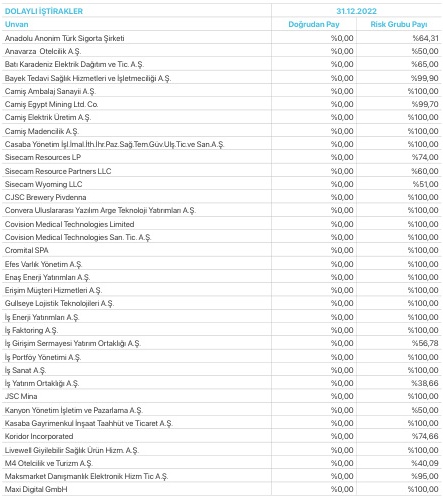 DOLAYLI İŞTİRAKLER 31.12.2022
Unvan Doğrudan Pay Risk Grubu Payı
Anadolu Anonim Türk Sigorta Şirketi %0,00 %64,31
Anavarza Otelcilik A.Ş. %0,00 %50,00
Batı Karadeniz Elektrik Dağıtım ve Tic. A.Ş. %0,00 %65,00
Bayek Tedavi Sağlık Hizmetleri ve İşletmeciliği A.Ş. %0,00 %99,90
Camiş Ambalaj Sanayii A.Ş. %0,00 %100,00
Camiş Egypt Mining Ltd. Co. %0,00 %99,70
Camiş Elektrik Üretim A.Ş. %0,00 %100,00
Camiş Madencilik A.Ş. %0,00 %100,00
Casaba Yönetim İşl.İmal.İth.İhr.Paz.Sağ.Tem.Güv.Ulş.Tic.ve San.A.Ş. %0,00 %100,00
Sisecam Resources LP %0,00 %74,00
Sisecam Resource Partners LLC %0,00 %60,00
Sisecam Wyoming LLC %0,00 %51,00
CJSC Brewery Pivdenna %0,00 %100,00
Convera Uluslararası Yazılım Arge Teknoloji Yatırımları A.Ş. %0,00 %100,00
Covision Medical Technologies Limited %0,00 %100,00
Covision Medical Technologies San. Tic. A.Ş. %0,00 %100,00
Cromital SPA %0,00 %100,00
Efes Varlık Yönetim A.Ş. %0,00 %100,00
Enaş Enerji Yatırımları A.Ş. %0,00 %100,00
Erişim Müşteri Hizmetleri A.Ş. %0,00 %100,00
Gullseye Lojistik Teknolojileri A.Ş. %0,00 %100,00
İş Enerji Yatırımları A.Ş. %0,00 %100,00
İş Faktoring A.Ş. %0,00 %100,00
İş Girişim Sermayesi Yatırım Ortaklığı A.Ş. %0,00 %56,78
İş Portföy Yönetimi A.Ş. %0,00 %100,00
İş Sanat A.Ş. %0,00 %100,00
İş Yatırım Ortaklığı A.Ş. %0,00 %38,66
JSC Mina %0,00 %100,00
Kanyon Yönetim İşletim ve Pazarlama A.Ş. %0,00 %50,00
Kasaba Gayrimenkul İnşaat Taahhüt ve Ticaret A.Ş. %0,00 %100,00
Koridor Incorporated %0,00 %74,66
Livewell Giyilebilir Sağlık Ürün Hizm. A.Ş. %0,00 %100,00
M4 Otelcilik ve Turizm A.Ş. %0,00 %40,09
Maksmarket Danışmanlık Elektronik Hizm Tic A.Ş. %0,00 %95,00
Maxi Digital GmbH %0,00 %100,00